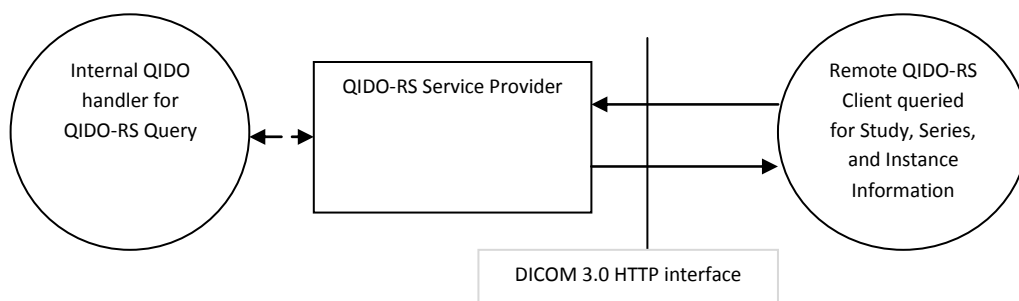 Internal QIDO
handler for
QIDO-RS Query
QIDO-RS Service Provider
Remote QIDO-RS
Client queried
for Study, Series,
and Instance
Information
DICOM 3.0 HTTP interface